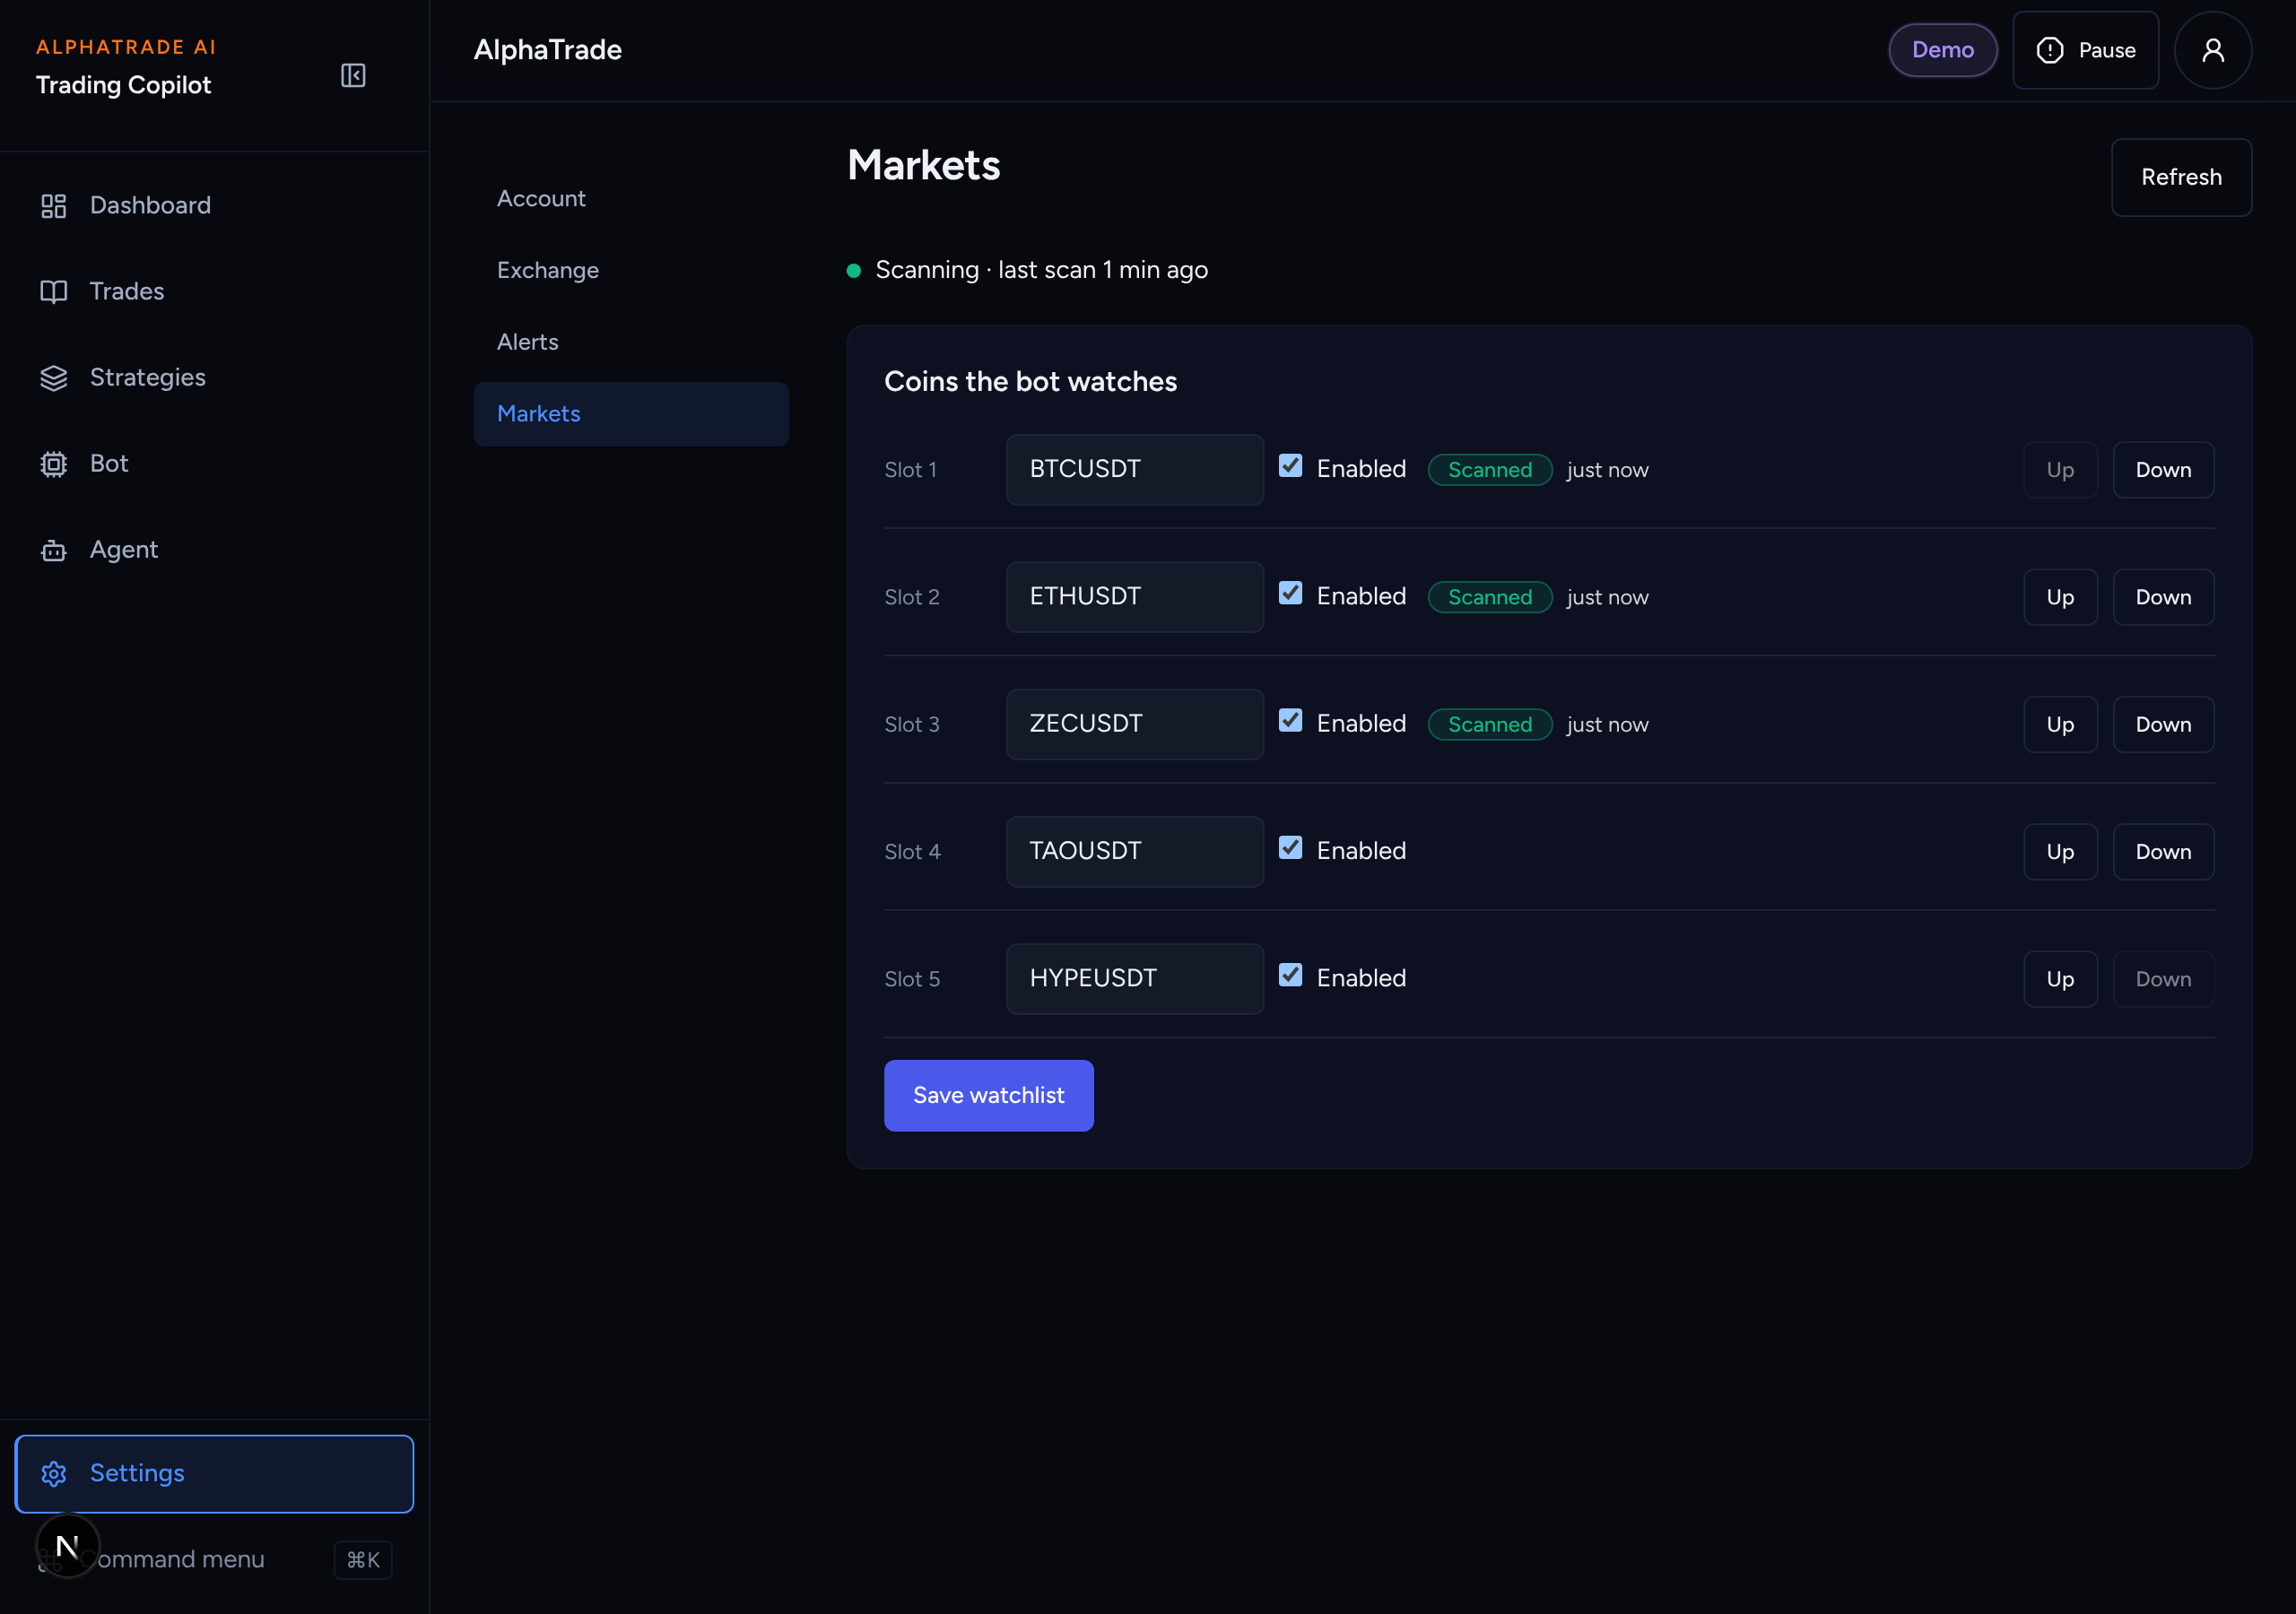 ALPHATRADE AI
Trading Copilot
Dashboard
Trades
Strategies
Bot
Agent
Settings
N
ommand menu ⌘K
AlphaTrade
Demo
Pause
Account
Exchange
Alerts
Markets
Markets
Refresh
Scanning · last scan 1 min ago
Coins the bot watches
Slot 1 BTCUSDT Enabled Scanned just now Up Down
Slot 2 ETHUSDT Enabled Scanned just now Up Down
Slot 3 ZECUSDT Enabled Scanned just now Up Down
Slot 4 TAOUSDT Enabled Up Down
Slot 5 HYPEUSDT Enabled Up Down
Save watchlist